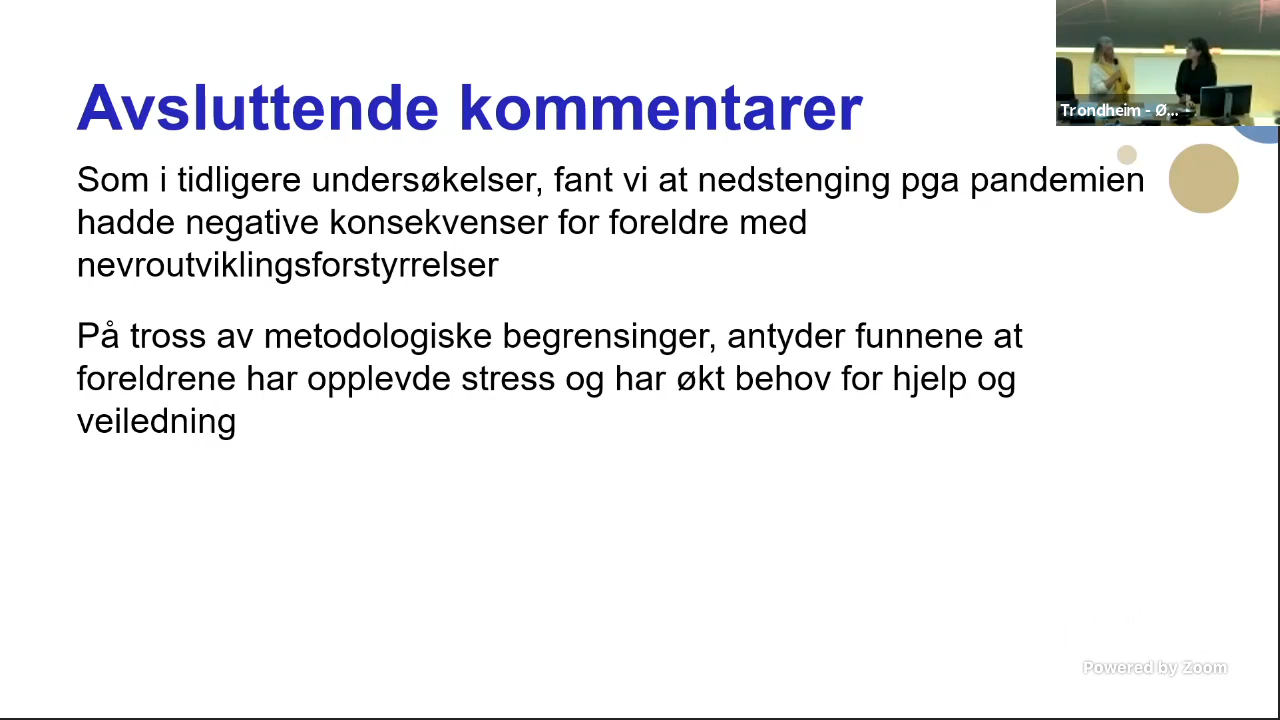 Avsluttende kommentarer
Som i tidligere undersøkelser, fant vi at nedstenging pga pandemien
hadde negative konsekvenser for foreldre med
nevroutviklingsforstyrrelser
På tross av metodologiske begrensinger, antyder funnene at
foreldrene har opplevde stress og har økt behov for hjelp og
veiledning
Trondheim - Ø...
Powered by Zoom